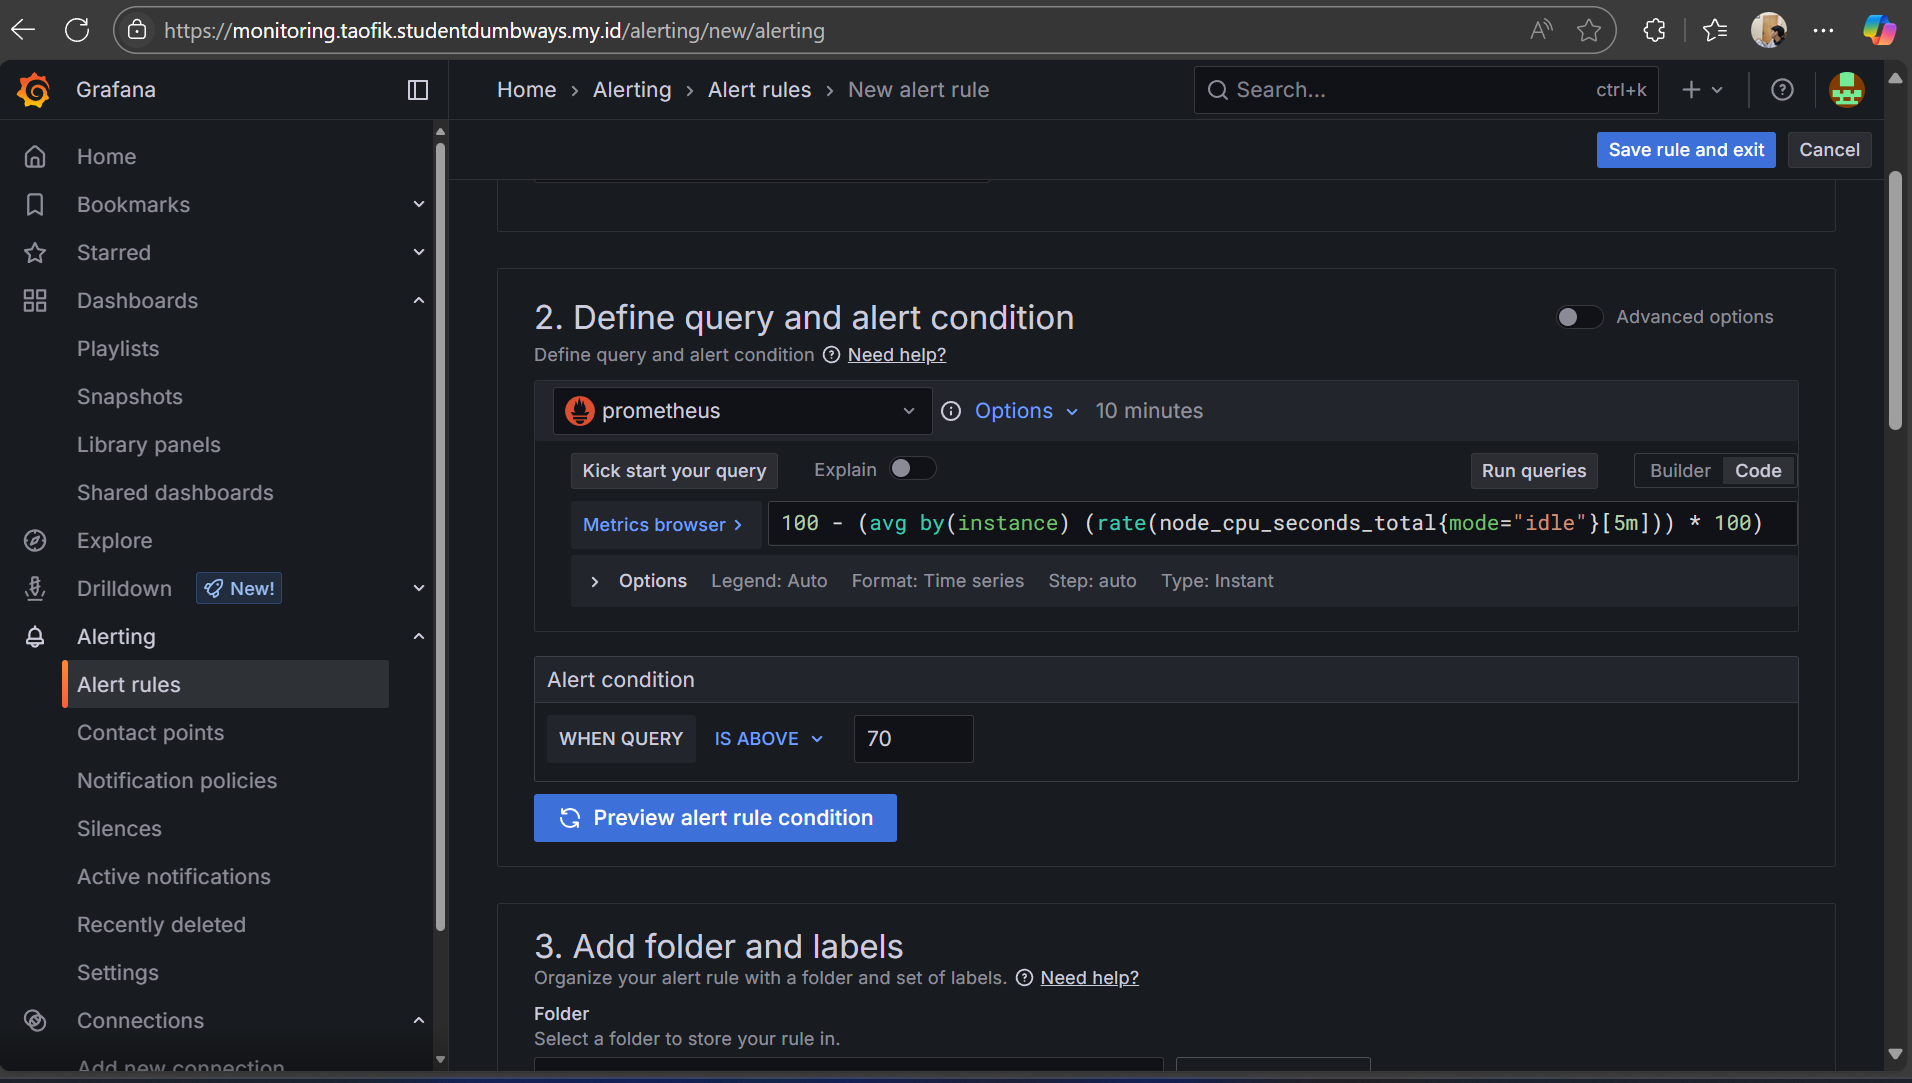 https://monitoring.taofik.studentdumbways.my.id/alerting/new/alerting
Grafana
Home › Alerting › Alert rules › New alert rule
Search...
ctrl+k
Save rule and exit
Cancel
Home
Bookmarks
Starred
Dashboards
Playlists
Snapshots
Library panels
Shared dashboards
Explore
Drilldown
New!
Alerting
Alert rules
Contact points
Notification policies
Silences
Active notifications
Recently deleted
Settings
Connections
Add new connection
2. Define query and alert condition
Advanced options
Define query and alert condition Need help?
prometheus
Options
10 minutes
Kick start your query
Explain
Run queries
Builder
Code
Metrics browser >
100 - (avg by(instance) (rate(node_cpu_seconds_total{mode="idle"}[5m])) * 100)
Options Legend: Auto Format: Time series Step: auto Type: Instant
Alert condition
WHEN QUERY
IS ABOVE
70
Preview alert rule condition
3. Add folder and labels
Organize your alert rule with a folder and set of labels. Need help?
Folder
Select a folder to store your rule in.